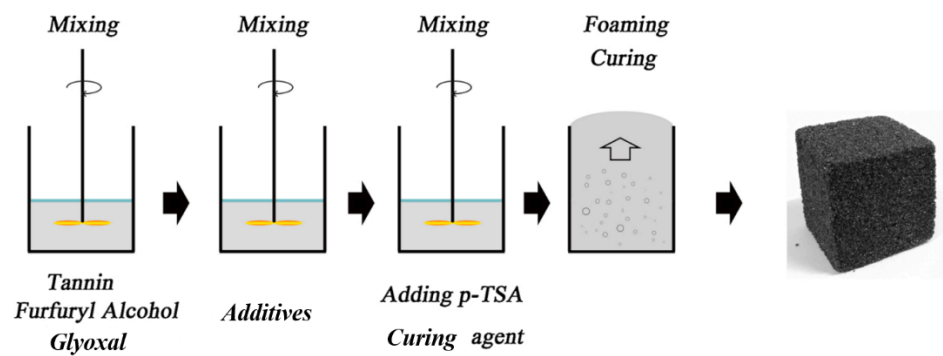 Mixing
Mixing
Mixing
Foaming
Curing
Tannin
Furfuryl Alcohol
Glyoxal
Additives
Adding p-TSA
Curing agent